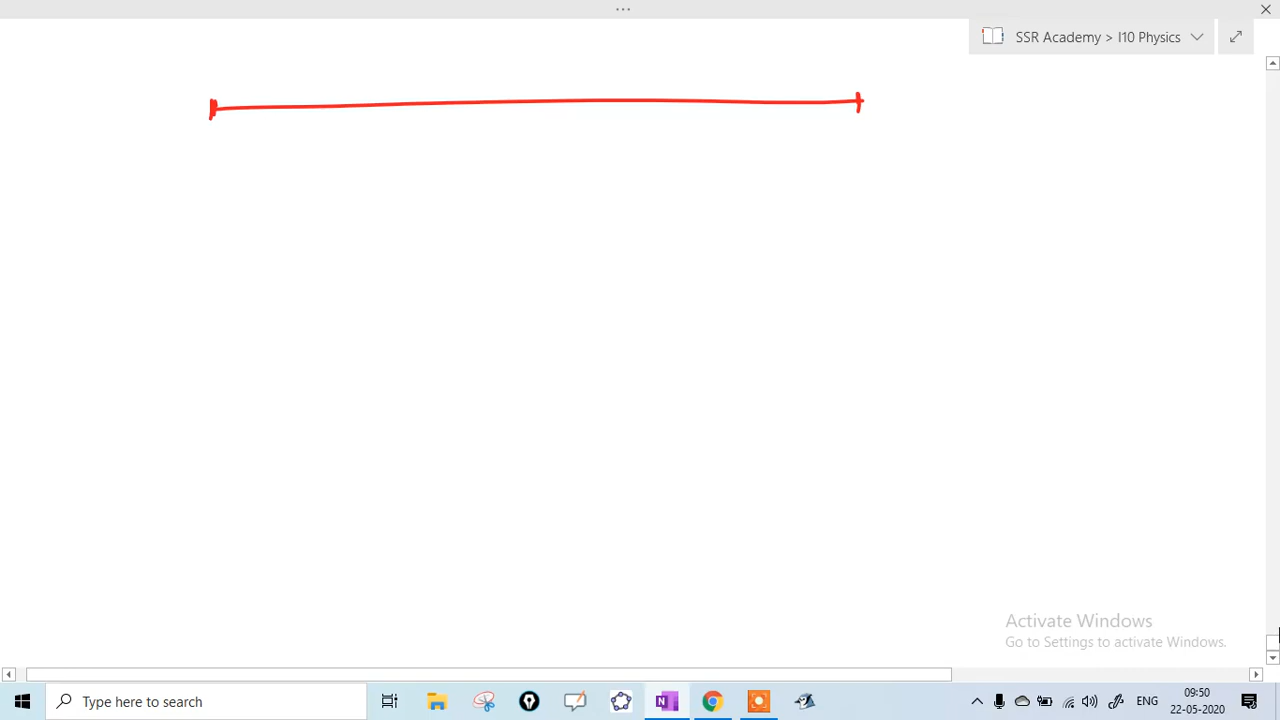 SSR Academy > I10 Physics
Activate Windows
Go to Settings to activate Windows.
Type here to search
ENG
09:50
22-05-2020